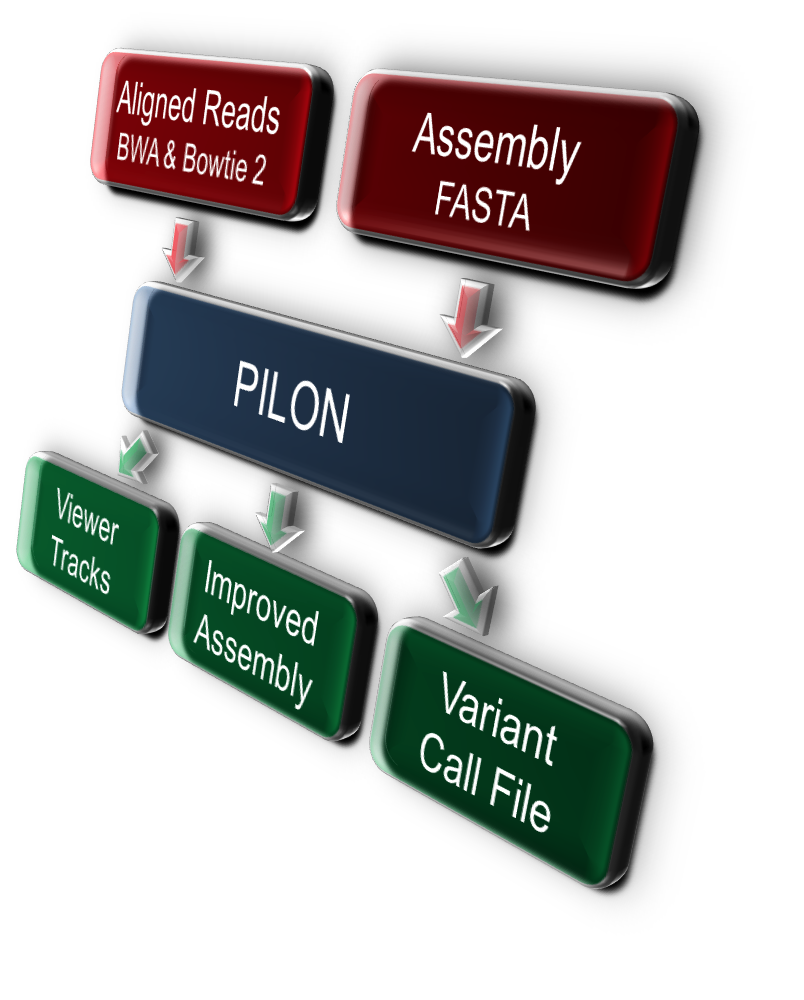 Aligned Reads
BWA & Bowtie 2
Assembly
FASTA
PILON
Viewer
Tracks
Improved
Assembly
Variant
Call File